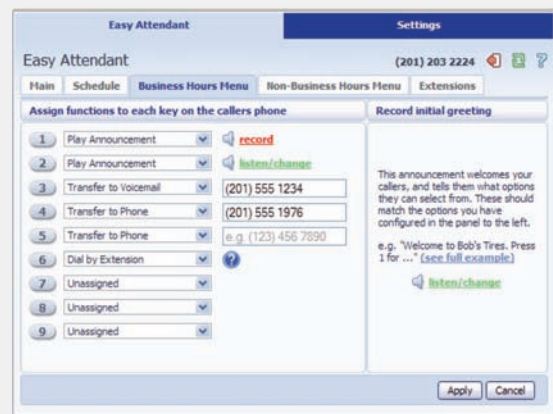 Easy Attendant
Settings
Easy Attendant
(201) 203 2224
Main
Schedule
Business Hours Menu
Non-Business Hours Menu
Extensions
Assign functions to each key on the callers phone
1 Play Announcement record
2 Play Announcement listen/change
3 Transfer to Voicemail (201) 555 1234
4 Transfer to Phone (201) 555 1976
5 Transfer to Phone e.g. (123) 456 7890
6 Dial by Extension ?
7 Unassigned
8 Unassigned
9 Unassigned
Record initial greeting
This announcement welcomes your
callers, and tells them what options
they can select from. These should
match the options you have
configured in the panel to the left.
e.g. "Welcome to Bob's Tires. Press
1 for ..." (see full example)
listen/change
Apply
Cancel